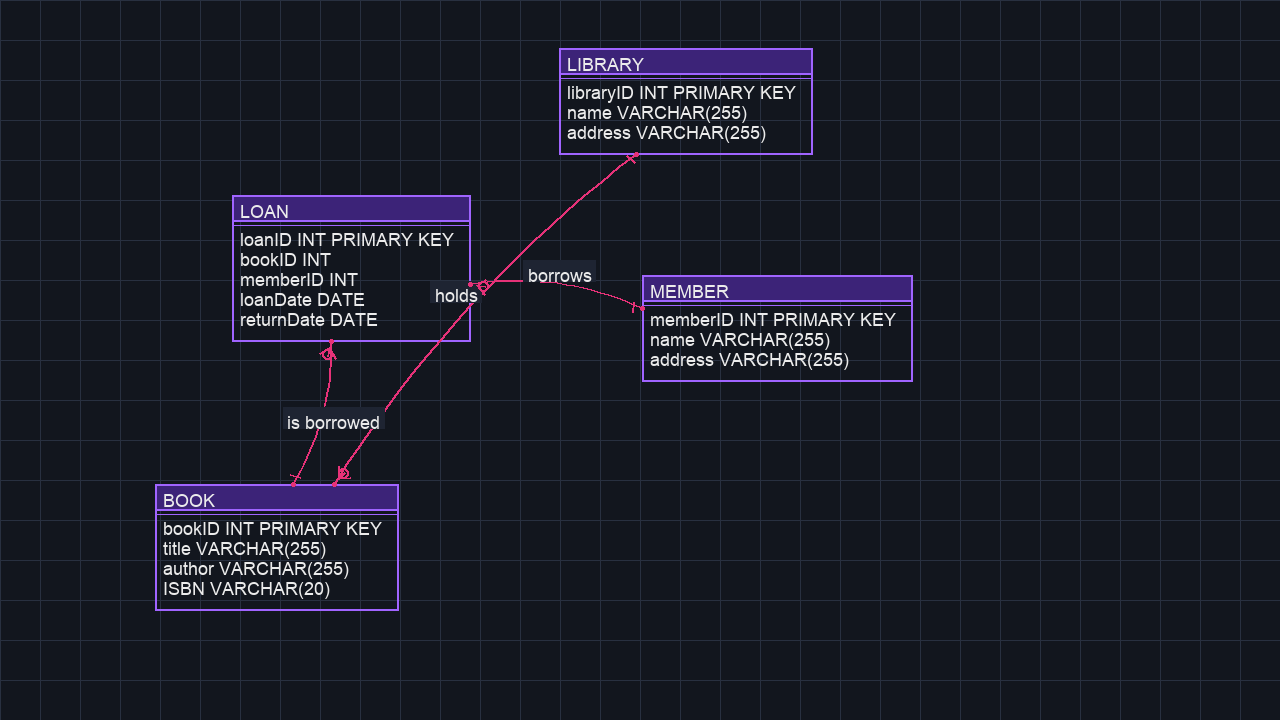 LIBRARY
libraryID INT PRIMARY KEY
name VARCHAR(255)
address VARCHAR(255)
LOAN
loanID INT PRIMARY KEY
bookID INT
memberID INT
loanDate DATE
returnDate DATE
borrows
holds
MEMBER
memberID INT PRIMARY KEY
name VARCHAR(255)
address VARCHAR(255)
is borrowed
BOOK
bookID INT PRIMARY KEY
title VARCHAR(255)
author VARCHAR(255)
ISBN VARCHAR(20)